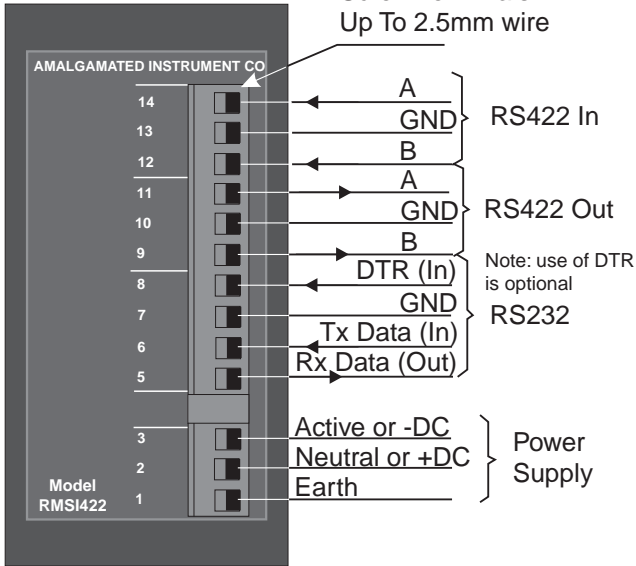 Up To 2.5mm wire
AMALGAMATED INSTRUMENT CO
14
A
13
GND
RS422 In
12
B
11
A
10
GND
RS422 Out
9
B
Note: use of DTR
is optional
8
DTR (In)
7
GND
RS232
6
Tx Data (In)
5
Rx Data (Out)
3
Active or -DC
2
Neutral or +DC
Power
Supply
1
Earth
Model
RMSI422